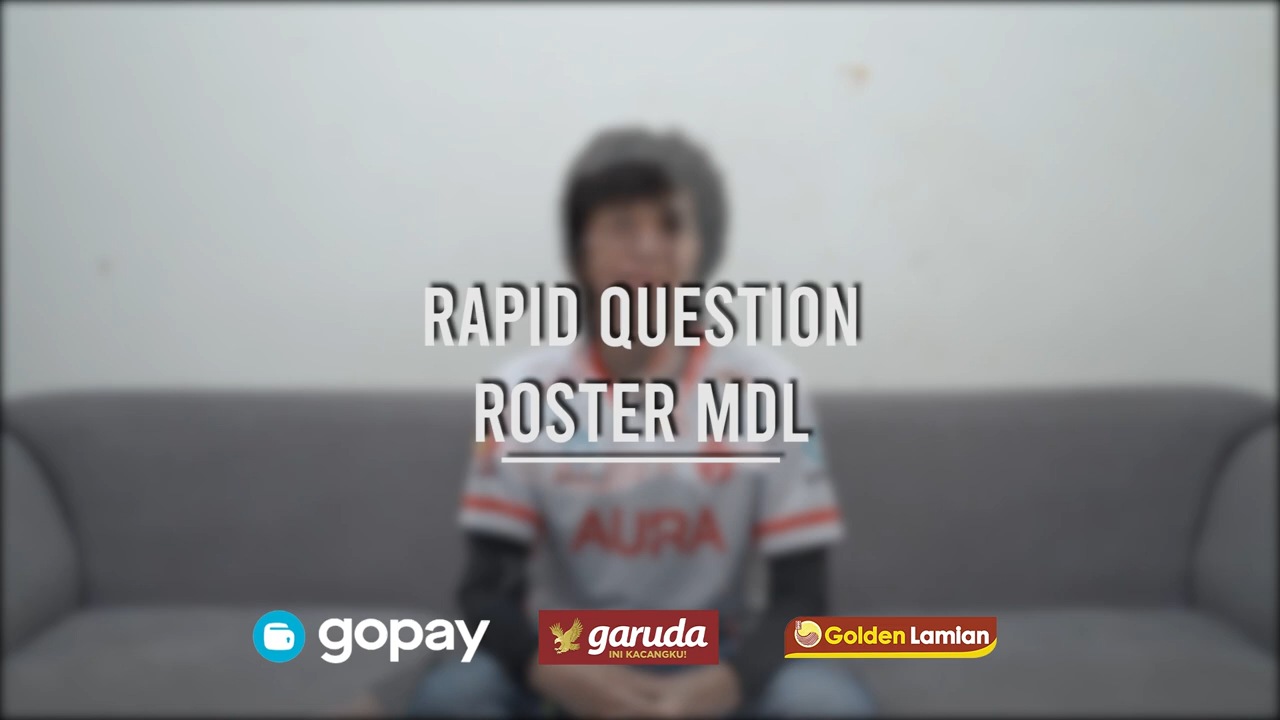 RAPID QUESTION
ROSTER MDL
AURA
gopay
garuda
INI KACANGKU!
Golden Lamian